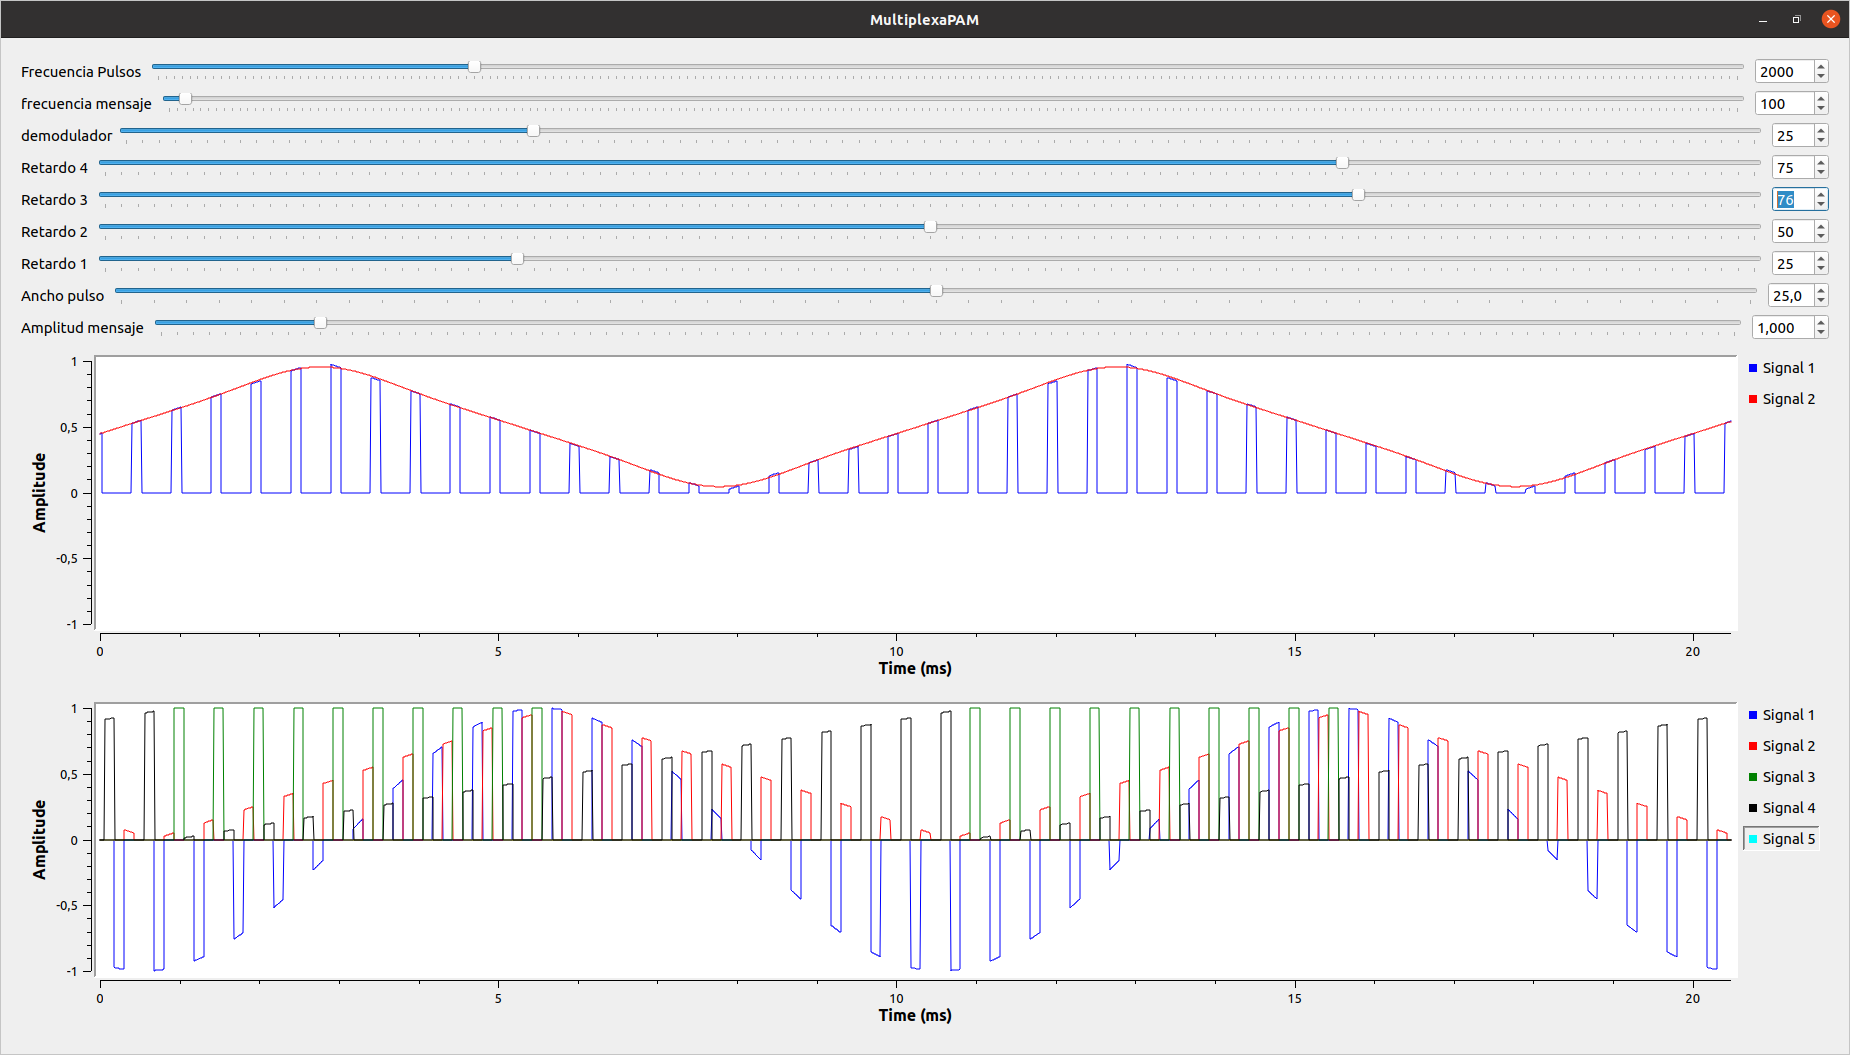 MultiplexaPAM
Frecuencia Pulsos 2000
frecuencia mensaje 100
demodulador 25
Retardo 4 75
Retardo 3 76
Retardo 2 50
Retardo 1 25
Ancho pulso 25,0
Amplitud mensaje 1,000
Amplitude
1
0,5
0
-0,5
-1
0 5 10 15 20
Time (ms)
Signal 1
Signal 2
Amplitude
1
0,5
0
-0,5
-1
0 5 10 15 20
Time (ms)
Signal 1
Signal 2
Signal 3
Signal 4
Signal 5